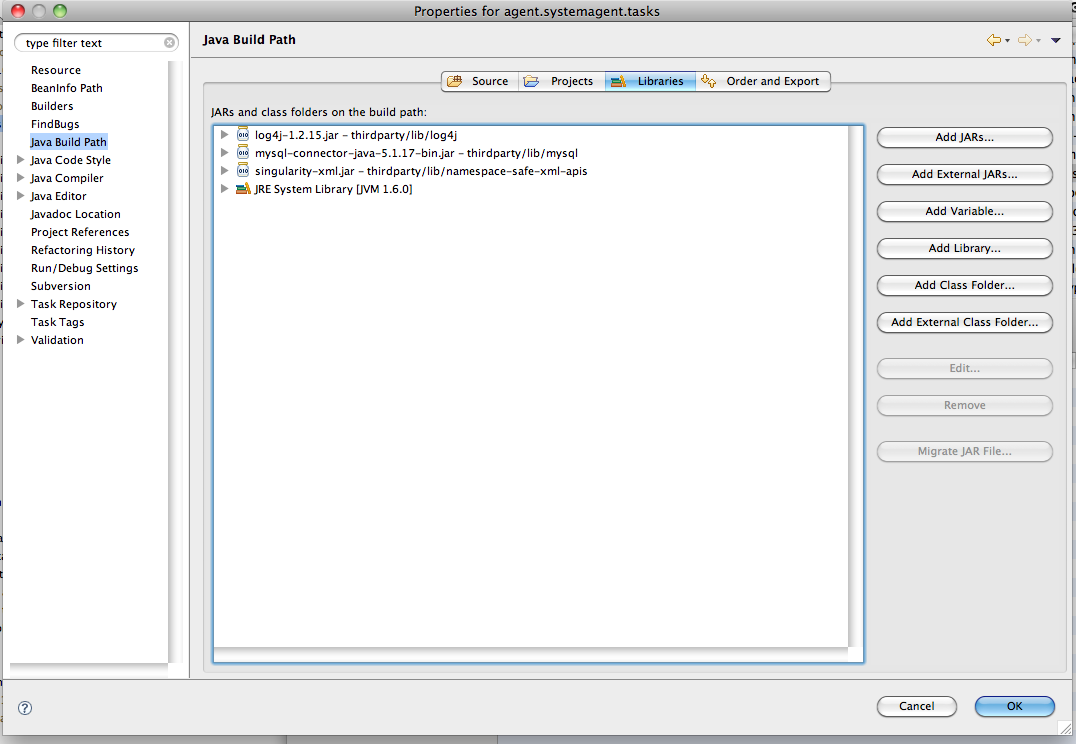 Properties for agent.systemagent.tasks
type filter text
Java Build Path
Resource
BeanInfo Path
Builders
FindBugs
Java Build Path
Java Code Style
Java Compiler
Java Editor
Javadoc Location
Project References
Refactoring History
Run/Debug Settings
Subversion
Task Repository
Task Tags
Validation
Source Projects Libraries Order and Export
JARs and class folders on the build path:
log4j-1.2.15.jar – thirdparty/lib/log4j
mysql-connector-java-5.1.17-bin.jar – thirdparty/lib/mysql
singularity-xml.jar – thirdparty/lib/namespace-safe-xml-apis
JRE System Library [JVM 1.6.0]
Add JARs...
Add External JARs...
Add Variable...
Add Library...
Add Class Folder...
Add External Class Folder...
Edit...
Remove
Migrate JAR File...
?
Cancel OK